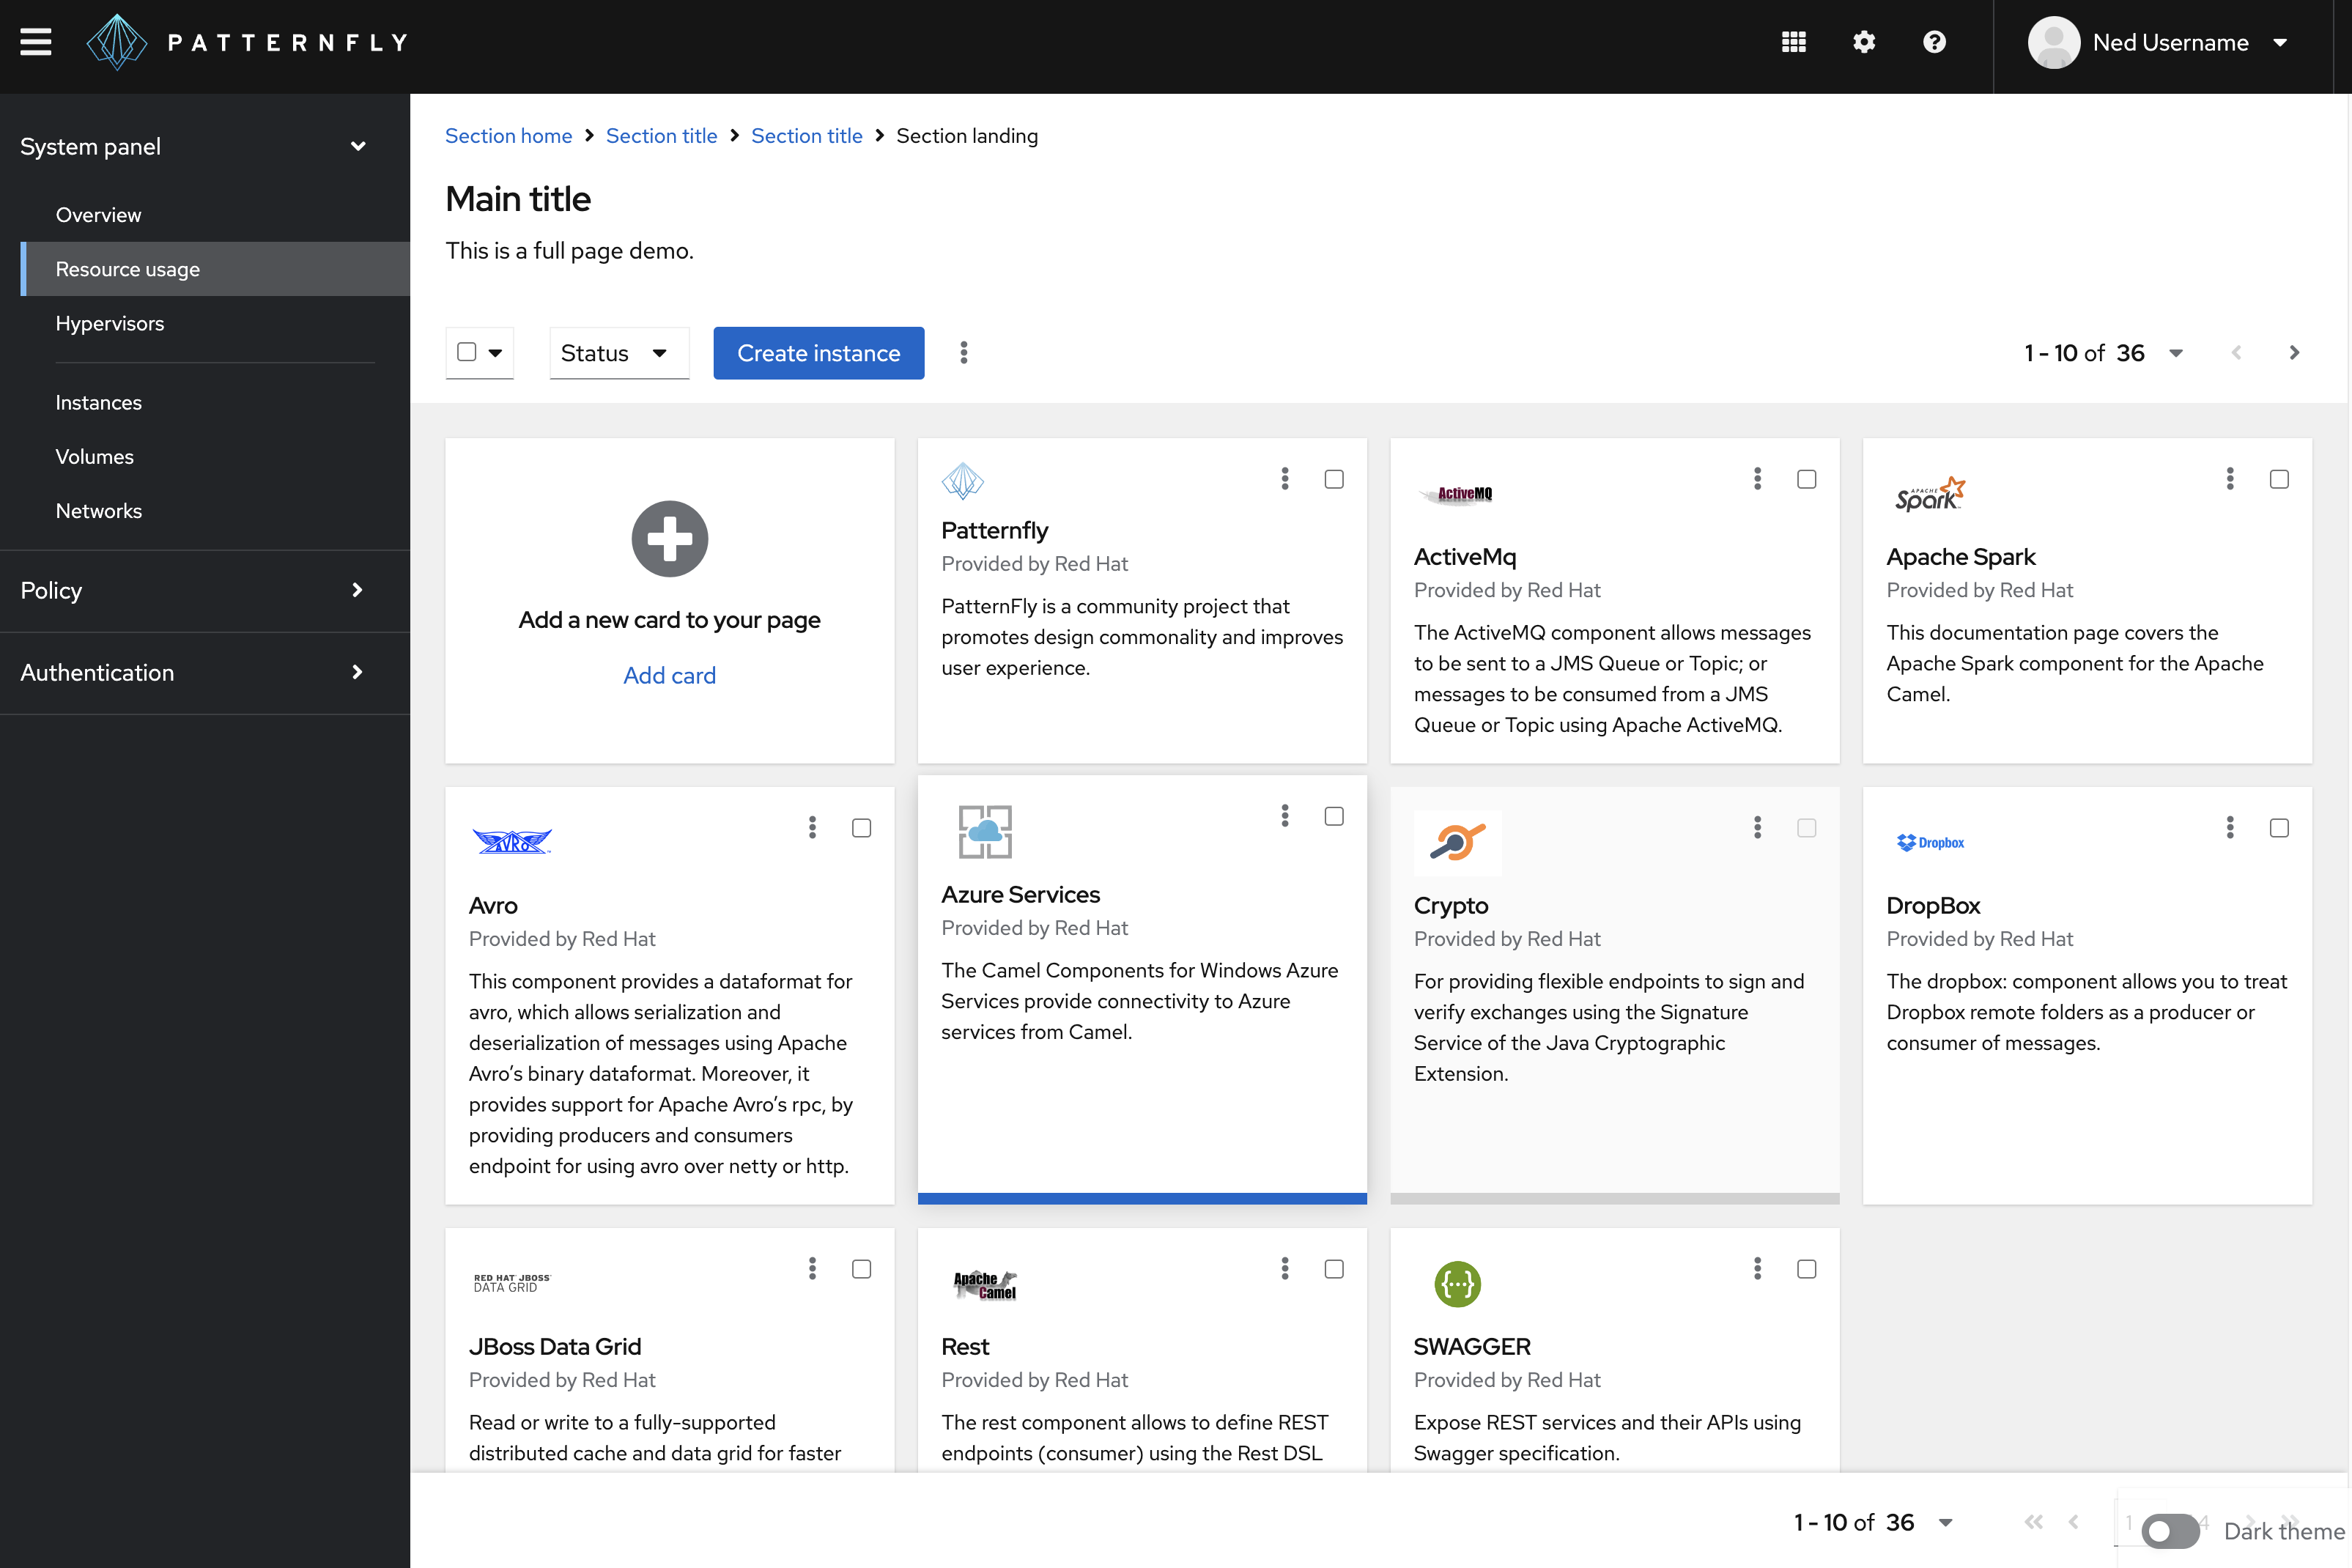 PATTERNFLY
Ned Username
System panel
Overview
Resource usage
Hypervisors
Instances
Volumes
Networks
Policy
Authentication
Section home
Section title
Section title
Section landing
Main title
This is a full page demo.
Status
Create instance
1 - 10 of 36
Add a new card to your page
Add card
Patternfly
Provided by Red Hat
PatternFly is a community project that
promotes design commonality and improves
user experience.
ActiveMQ
ActiveMq
Provided by Red Hat
The ActiveMQ component allows messages
to be sent to a JMS Queue or Topic; or
messages to be consumed from a JMS
Queue or Topic using Apache ActiveMQ.
APACHE
Spark
Apache Spark
Provided by Red Hat
This documentation page covers the
Apache Spark component for the Apache
Camel.
AVRO
Avro
Provided by Red Hat
This component provides a dataformat for
avro, which allows serialization and
deserialization of messages using Apache
Avro’s binary dataformat. Moreover, it
provides support for Apache Avro’s rpc, by
providing producers and consumers
endpoint for using avro over netty or http.
Azure Services
Provided by Red Hat
The Camel Components for Windows Azure
Services provide connectivity to Azure
services from Camel.
Crypto
Provided by Red Hat
For providing flexible endpoints to sign and
verify exchanges using the Signature
Service of the Java Cryptographic
Extension.
Dropbox
DropBox
Provided by Red Hat
The dropbox: component allows you to treat
Dropbox remote folders as a producer or
consumer of messages.
RED HAT JBOSS
DATA GRID
JBoss Data Grid
Provided by Red Hat
Read or write to a fully-supported
distributed cache and data grid for faster
Apache
Camel
Rest
Provided by Red Hat
The rest component allows to define REST
endpoints (consumer) using the Rest DSL
{···}
SWAGGER
Provided by Red Hat
Expose REST services and their APIs using
Swagger specification.
1 - 10 of 36
1
4
Dark theme